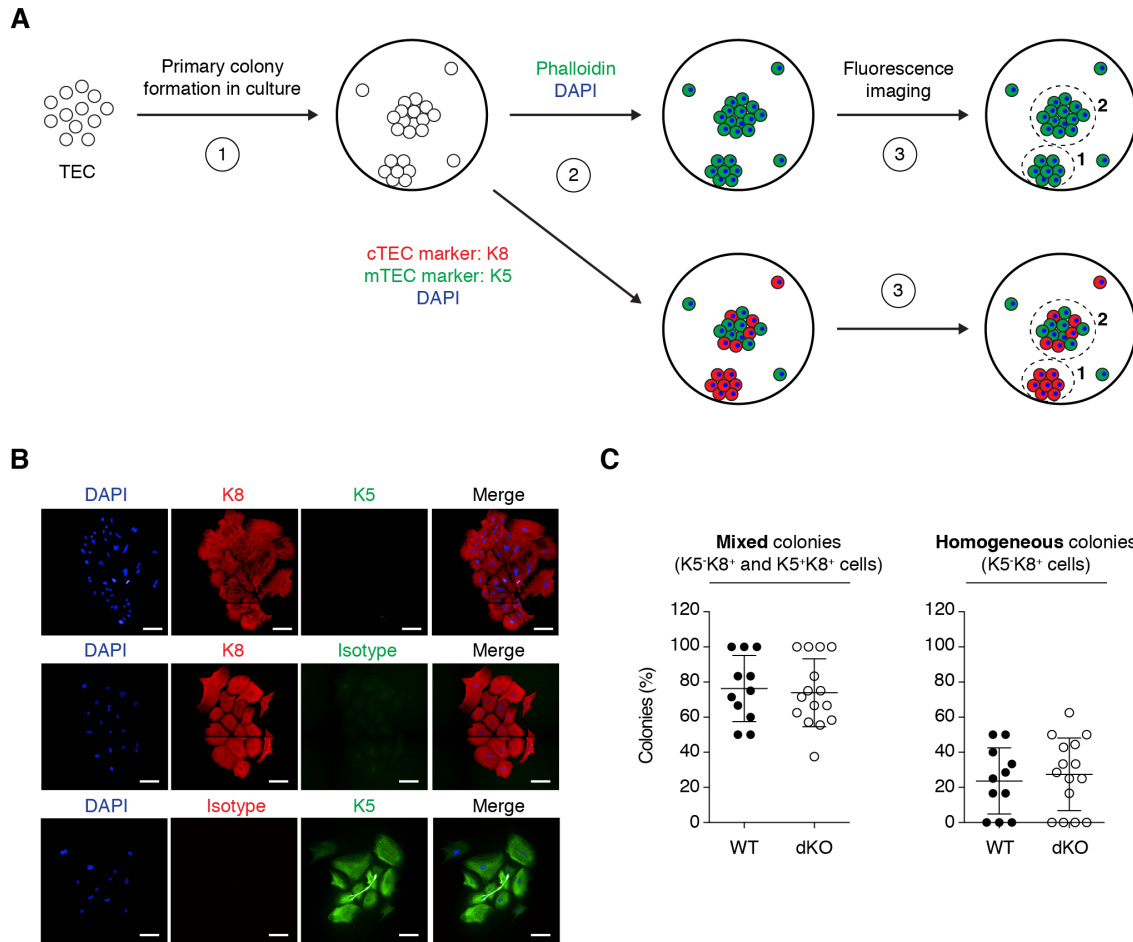 A
TEC
Primary colony
formation in culture
1
Phalloidin
DAPI
2
Fluorescence
imaging
3
2
1
cTEC marker: K8
mTEC marker: K5
DAPI
3
2
1
B
DAPI K8 K5 Merge
DAPI K8 Isotype Merge
DAPI Isotype K5 Merge
C
Mixed colonies
(K5⁻K8⁺ and K5⁺K8⁺ cells)
Colonies (%)
120
100
80
60
40
20
0
WT dKO
Homogeneous colonies
(K5⁻K8⁺ cells)
120
100
80
60
40
20
0
WT dKO